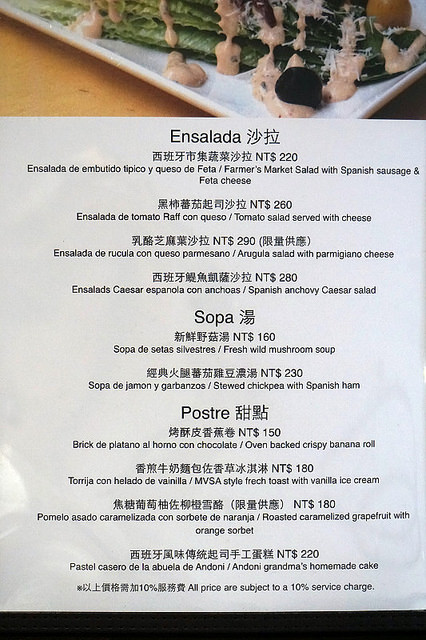 Ensalada 沙拉
西班牙市集蔬菜沙拉 NT$ 220
Ensalada de embutido tipico y queso de Feta / Farmer's Market Salad with Spanish sausage &
Feta cheese
黑柿蕃茄起司沙拉 NT$ 260
Ensalada de tomato Raff con queso / Tomato salad served with cheese
乳酪芝麻葉沙拉 NT$ 290 (限量供應)
Ensalada de rucula con queso parmesano / Arugula salad with parmigiano cheese
西班牙鯷魚凱薩沙拉 NT$ 280
Ensalads Caesar espanola con anchoas / Spanish anchovy Caesar salad
Sopa 湯
新鮮野菇湯 NT$ 160
Sopa de setas silvestres / Fresh wild mushroom soup
經典火腿蕃茄雞豆濃湯 NT$ 230
Sopa de jamon y garbanzos / Stewed chickpea with Spanish ham
Postre 甜點
烤酥皮香蕉卷 NT$ 150
Brick de platano al horno con chocolate / Oven backed crispy banana roll
香煎牛奶麵包佐香草冰淇淋 NT$ 180
Torrija con helado de vainilla / MVSA style frech toast with vanilla ice cream
焦糖葡萄柚佐柳橙雪酪（限量供應） NT$ 180
Pomelo asado caramelizada con sorbete de naranja / Roasted caramelized grapefruit with
orange sorbet
西班牙風味傳統起司手工蛋糕 NT$ 220
Pastel casero de la abuela de Andoni / Andoni grandma's homemade cake
※以上價格需加10%服務費 All price are subject to a 10% service charge.